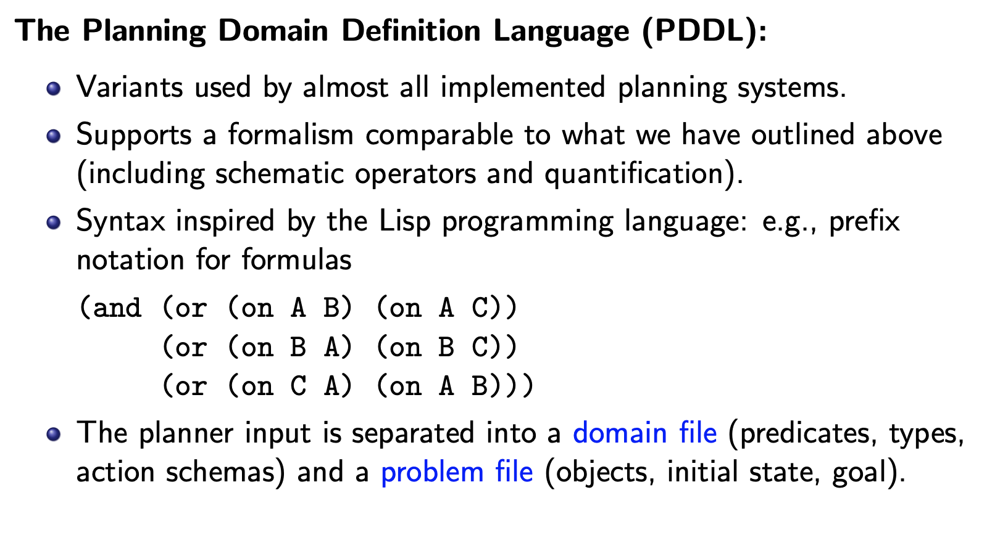 The Planning Domain Definition Language (PDDL):
Variants used by almost all implemented planning systems.
Supports a formalism comparable to what we have outlined above
(including schematic operators and quantification).
Syntax inspired by the Lisp programming language: e.g., prefix
notation for formulas
(and (or (on A B) (on A C))
(or (on B A) (on B C))
(or (on C A) (on A B)))
The planner input is separated into a domain file (predicates, types,
action schemas) and a problem file (objects, initial state, goal).